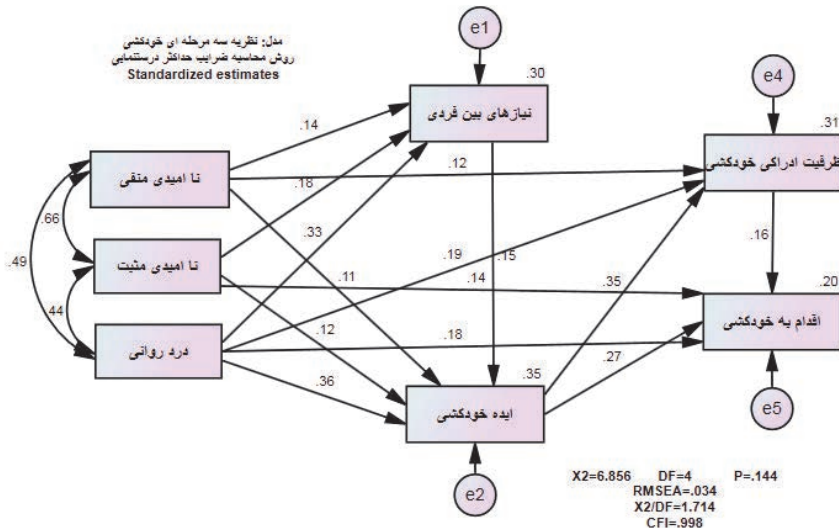 مدل: نظریه سه مرحله ای خودکشی
روش محاسبه ضرایب حداکثر درستنمایی
Standardized estimates
e1
.30
نیازهای بین فردی
e4
.31
ظرفیت ادراکی خودکشی
.14
.12
نا امیدی منفی
.18
.66
.33
.16
.49
.19
.15
نا امیدی مثبت
.11
.14
.35
.20
اقدام به خودکشی
.44
.12
.18
درد روانی
.27
.36
.35
ایده خودکشی
e5
e2
X2=6.856 DF=4 P=.144
RMSEA=.034
X2/DF=1.714
CFI=.998